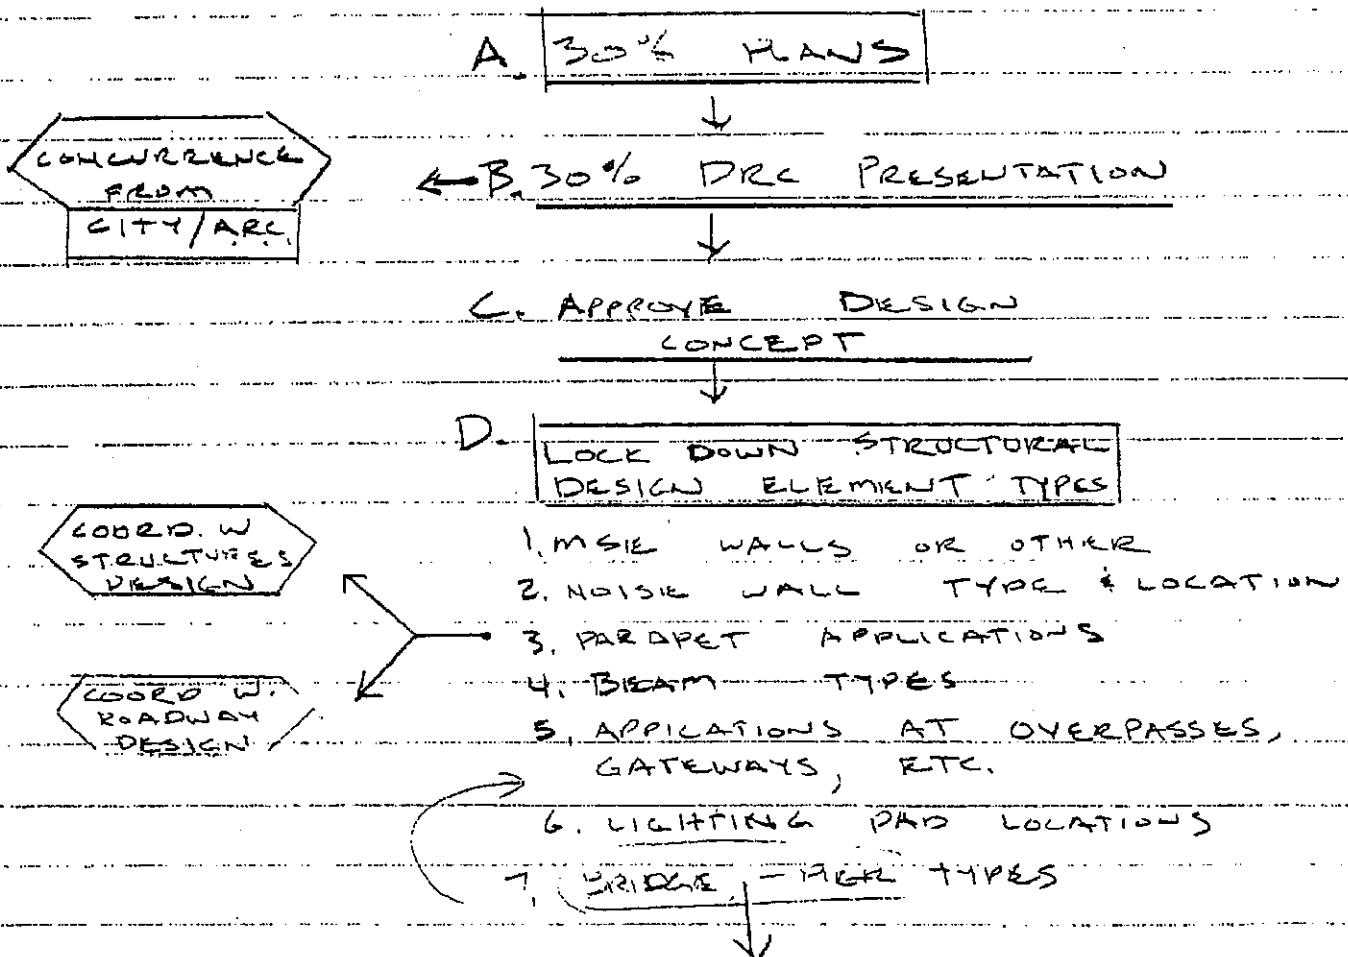 A. 30% PLANS
CONCURRENCE
FROM
CITY/A.R.C.
B. 30% DRC PRESENTATION
C. APPROVE DESIGN
CONCEPT
D. LOCK DOWN STRUCTURAL
DESIGN ELEMENT TYPES
COORD. W
STRUCTURES
DESIGN
COORD W.
ROADWAY
DESIGN
1. MSE WALLS OR OTHER
2. NOISE WALL TYPE & LOCATION
3. PARAPET APPLICATIONS
4. BEAM TYPES
5. APPICATIONS AT OVERPASSES,
GATEWAYS, ETC.
6. LIGHTING PAD LOCATIONS
7. BRIDGE - PIER TYPES